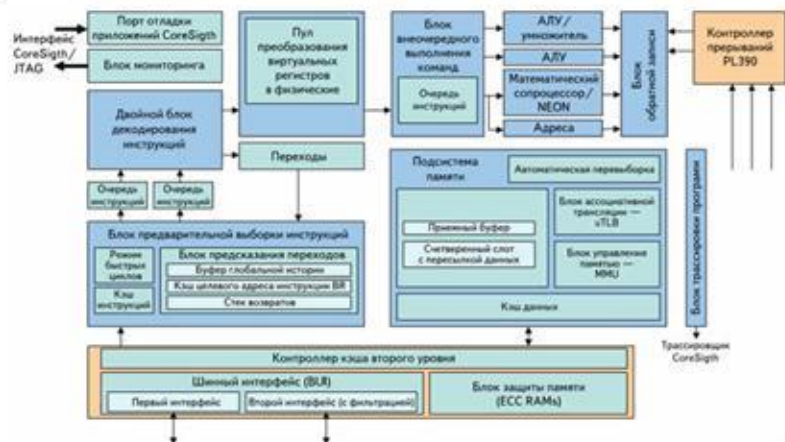 Интерфейс
CoreSigth/
JTAG
Порт отладки
приложений CoreSigth
Блок мониторинга
Пул
преобразования
виртуальных
регистров
в физические
Блок
внеочередного
выполнения
команд
Очередь
инструкций
АЛУ/
умножитель
АЛУ
Математический
сопроцессор/
NEON
Адреса
Блок
обратной записи
Контроллер
прерываний
PL390
Двойной блок
декодирования
инструкций
Переходы
Очередь
инструкций
Очередь
инструкций
Блок предварительной выборки инструкций
Режим
быстрых
циклов
Кэш
инструкций
Блок предсказания переходов
Буфер глобальной истории
Кэш целевого адреса инструкции BR
Стек возвратов
Подсистема
памяти
Автоматическая перевыборка
Приемный буфер
Счетверенный слот
с пересылкой данных
Блок ассоциативной
трансляции —
uTLB
Блок управления
памятью —
MMU
Кэш данных
Блок трассировки программ
Трассировщик
CoreSigth
Контроллер кэша второго уровня
Шинный интерфейс (BUI)
Первый интерфейс
Второй интерфейс (с фильтрацией)
Блок защиты памяти
(ECC RAMs)